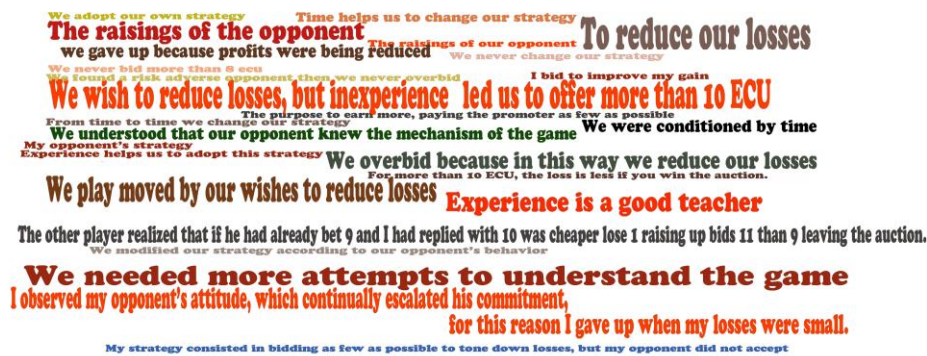 We adopt our own strategy
Time helps us to change our strategy
The raisings of the opponent
To reduce our losses
The raisings of our opponent
we gave up because profits were being reduced
We never change our strategy
We never bid more than 8 ecu
We found a risk adverse opponent then we never overbid
I bid to improve my gain
We wish to reduce losses, but inexperience led us to offer more than 10 ECU
The purpose to earn more, paying the promoter as few as possible
From time to time we change our strategy
We were conditioned by time
We understood that our opponent knew the mechanism of the game
My opponent's strategy
Experience helps us to adopt this strategy
We overbid because in this way we reduce our losses
For more than 10 ECU, the loss is less if you win the auction.
We play moved by our wishes to reduce losses
Experience is a good teacher
The other player realized that if he had already bet 9 and I had replied with 10 was cheaper lose 1 raising up bids 11 than 9 leaving the auction.
We modified our strategy according to our opponent's behavior
We needed more attempts to understand the game
I observed my opponent's attitude, which continually escalated his commitment,
for this reason I gave up when my losses were small.
My strategy consisted in bidding as few as possible to tone down losses, but my opponent did not accept